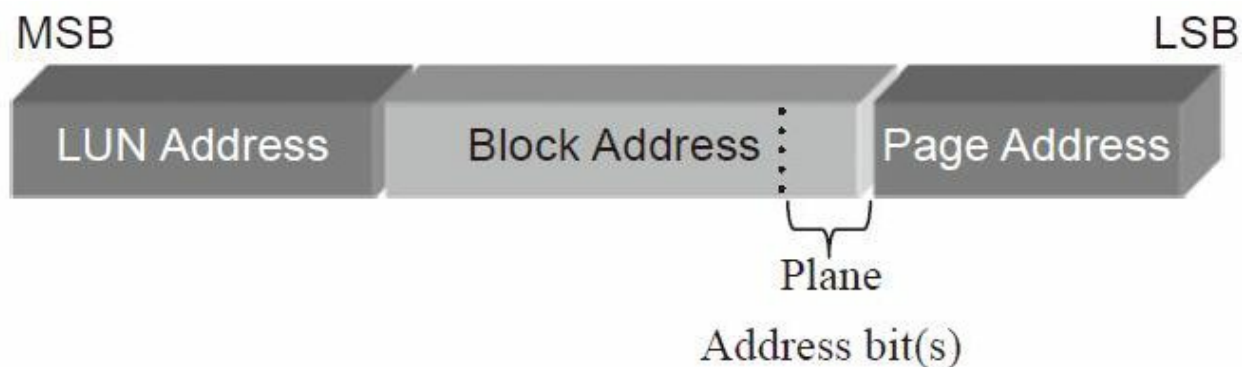 MSB LSB
LUN Address Block Address Page Address
Plane
Address bit(s)